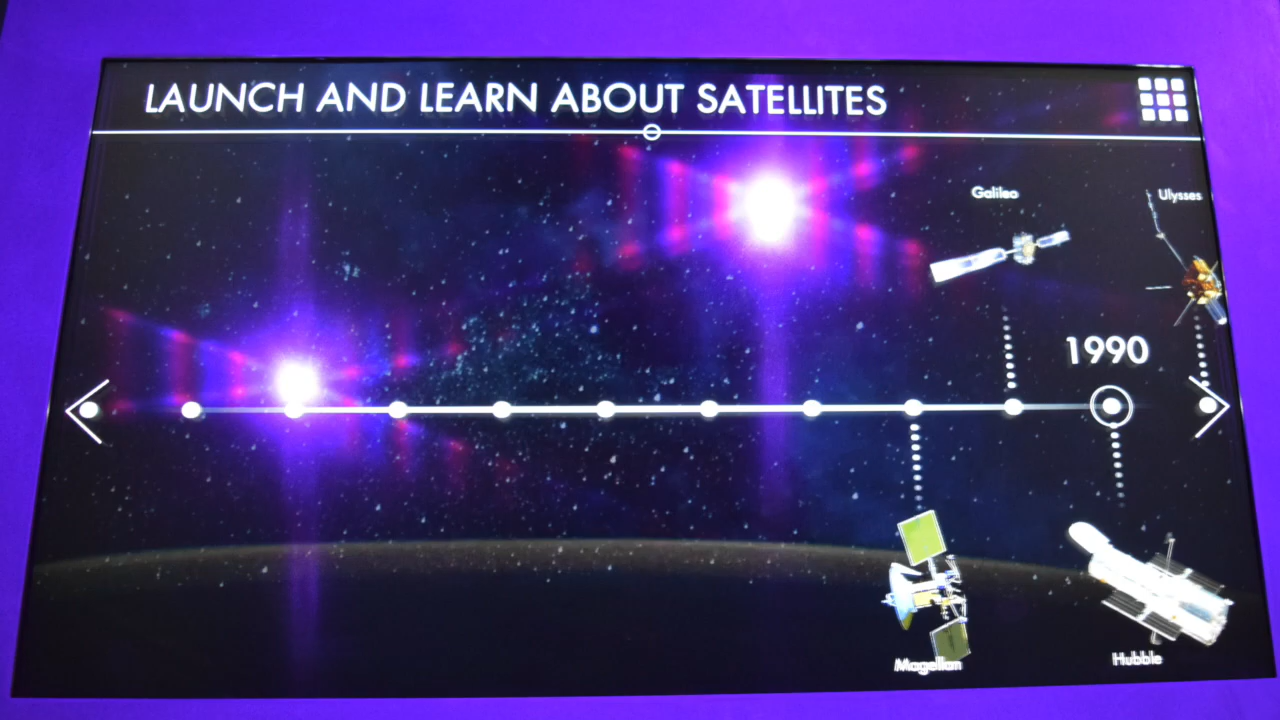 LAUNCH AND LEARN ABOUT SATELLITES
Galileo
Ulysses
1990
Magellan
Hubble